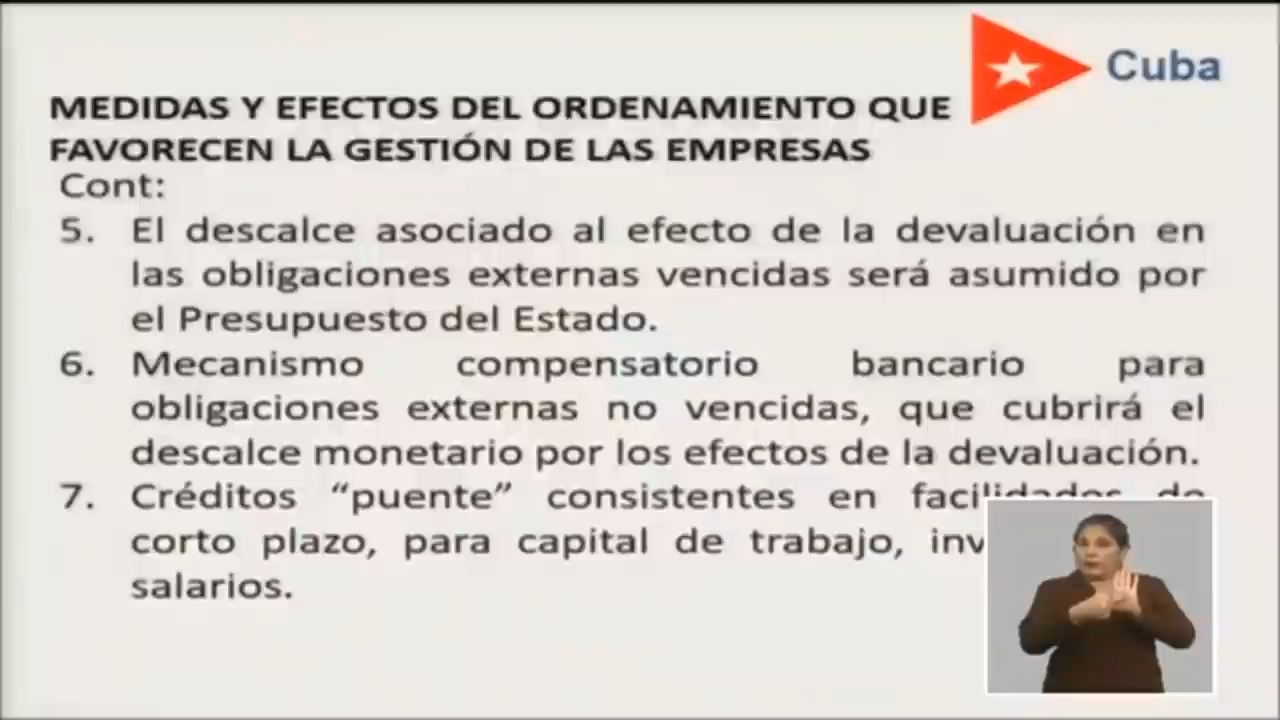 Cuba
MEDIDAS Y EFECTOS DEL ORDENAMIENTO QUE
FAVORECEN LA GESTIÓN DE LAS EMPRESAS
Cont:
5. El descalce asociado al efecto de la devaluación en
las obligaciones externas vencidas será asumido por
el Presupuesto del Estado.
6. Mecanismo compensatorio bancario para
obligaciones externas no vencidas, que cubrirá el
descalce monetario por los efectos de la devaluación.
7. Créditos “puente” consistentes en facilidades de
corto plazo, para capital de trabajo,
salarios.